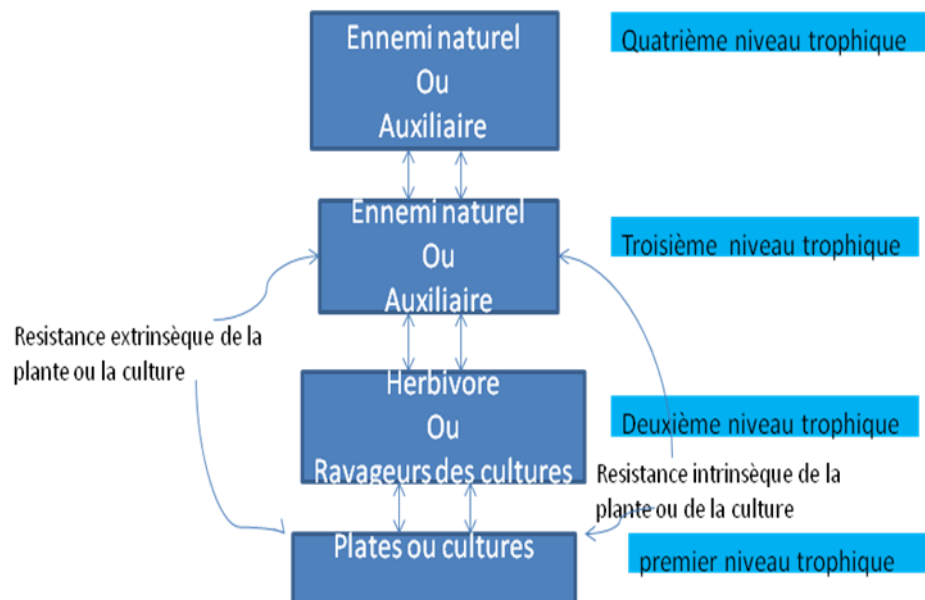 Ennemi naturel
Ou
Auxiliaire
Quatrième niveau trophique
Ennemi naturel
Ou
Auxiliaire
Troisième niveau trophique
Resistance extrinsèque de la
plante ou la culture
Herbivore
Ou
Ravageurs des cultures
Deuxième niveau trophique
Resistance intrinsèque de la
plante ou de la culture
Plates ou cultures
premier niveau trophique